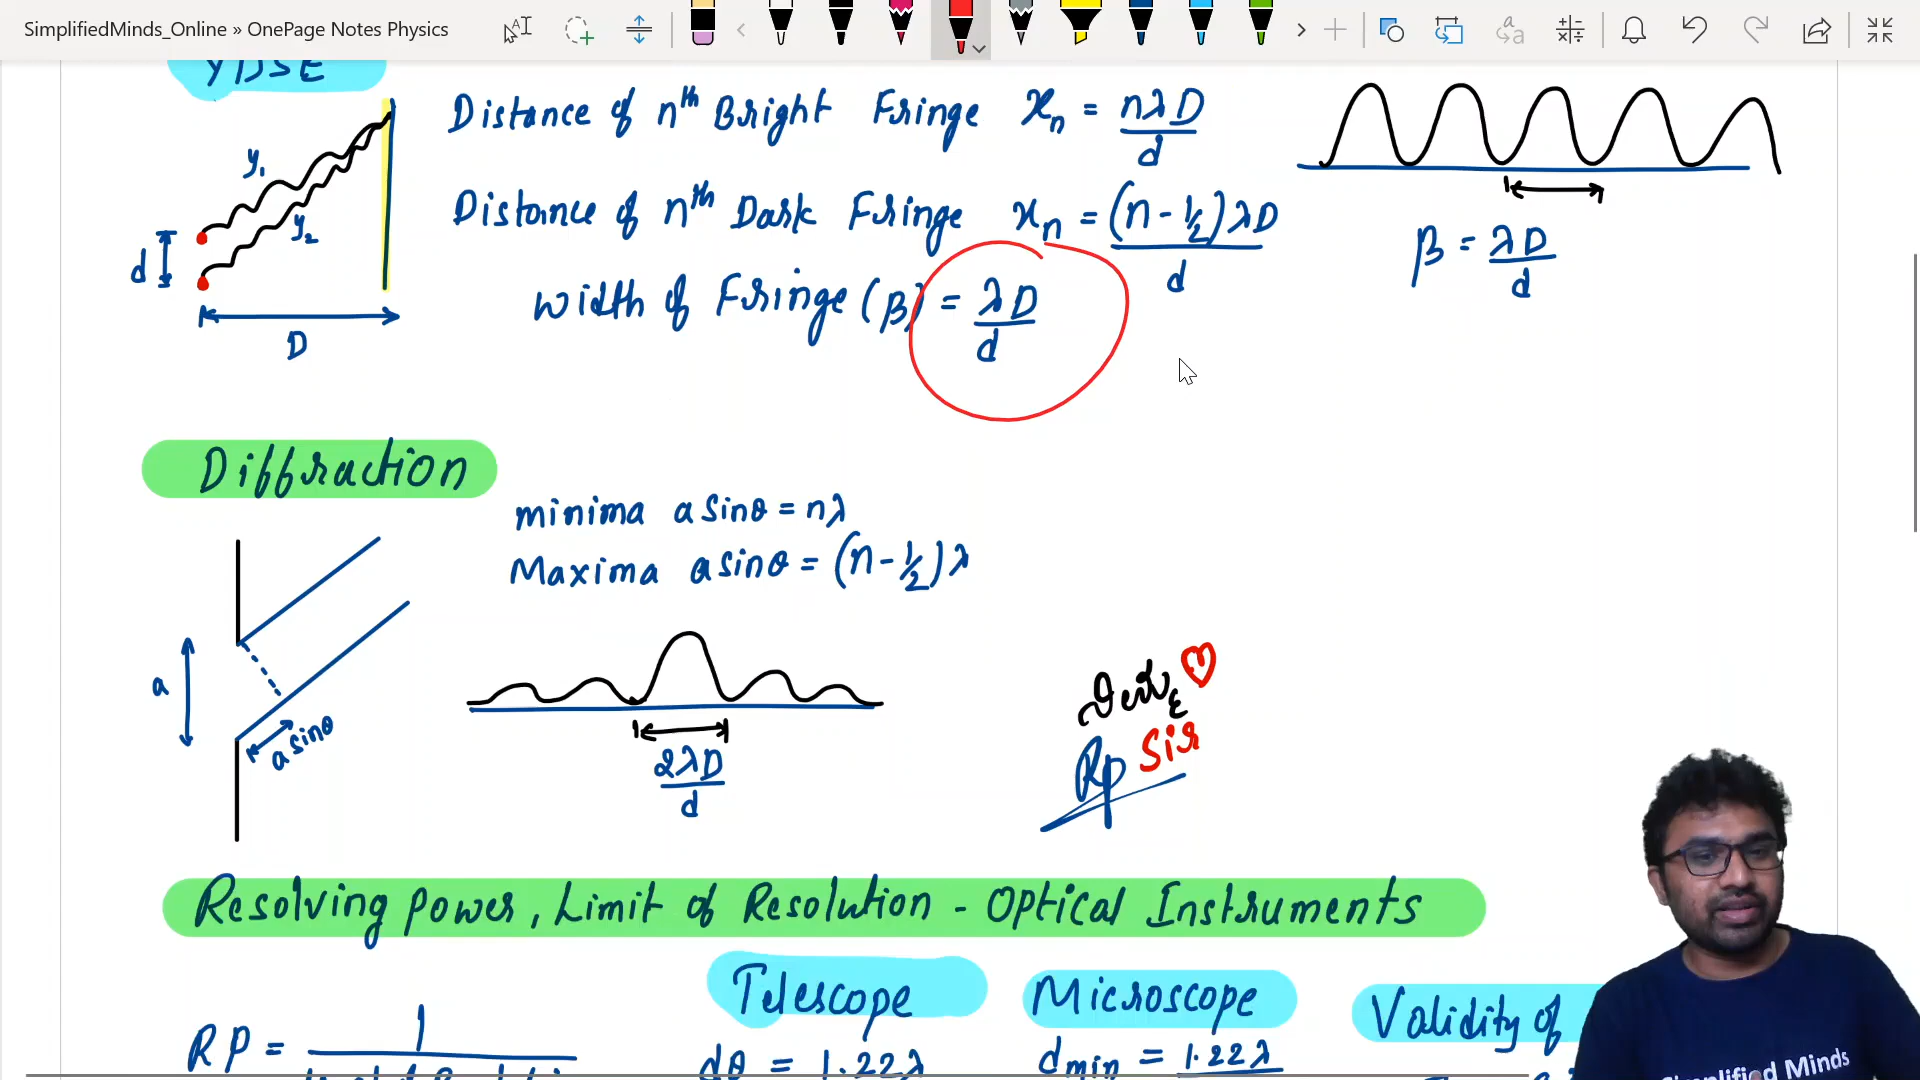 SimplifiedMinds_Online » OnePage Notes Physics
YDSE
Distance of nth Bright Fringe xn = nλD/d
Distance of nth Dark Fringe xn = (n-1/2)λD/d
Width of Fringe (β) = λD/d
y1
y2
d
D
β = λD/d
Diffraction
minima a sinθ = nλ
Maxima a sinθ = (n-1/2)λ
a
a sinθ
2λD/d
Rp Sir
Resolving Power, Limit of Resolution - Optical Instruments
Telescope
Microscope
Validity of
RP = 1
dθ = 1.22λ
dmin = 1.22λ
Simplified Minds